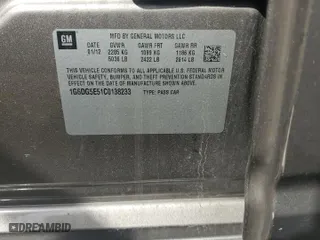 GM
MFD BY GENERAL MOTORS LLC
DATE GVWR GAWR FRT GAWR RR
01/12 2285 KG 1099 KG 1186 KG
5038 LB 2422 LB 2614 LB
THIS VEHICLE CONFORMS TO ALL APPLICABLE U.S. FEDERAL MOTOR
VEHICLE SAFETY, BUMPER, AND THEFT PREVENTION STANDARDS IN
EFFECT ON THE DATE OF MANUFACTURE SHOWN ABOVE.
1G6DG5E51C0138233 TYPE: PASS CAR
DREAMBID